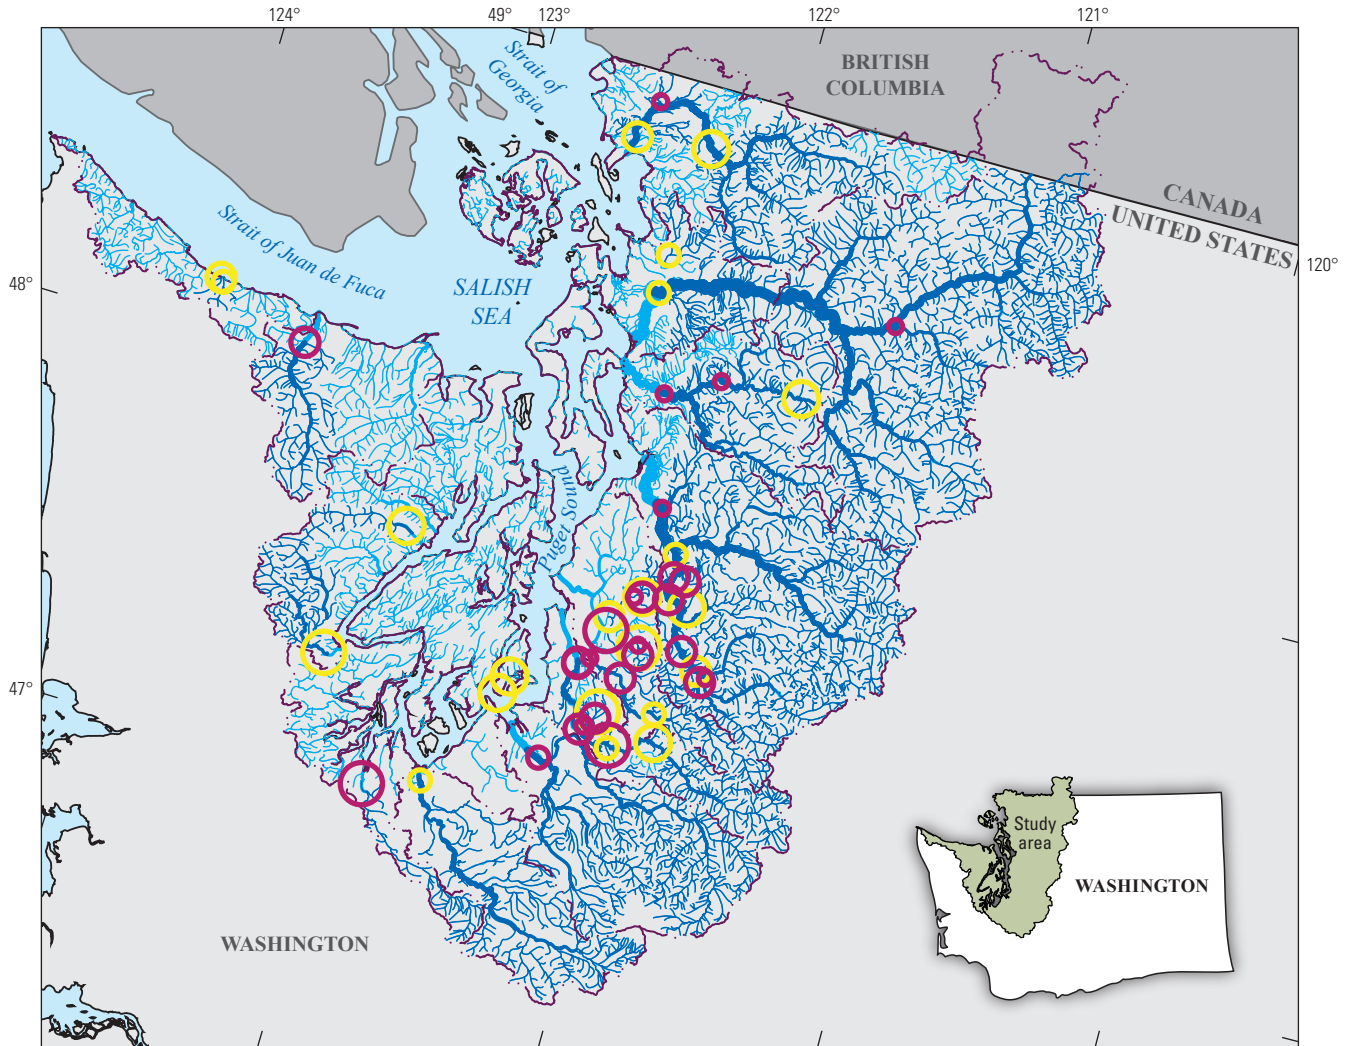 124°
49°
123°
122°
121°
Strait of
Georgia
BRITISH
COLUMBIA
CANADA
UNITED STATES
120°
48°
Strait of Juan de Fuca
SALISH
SEA
Puget Sound
47°
Study
area
WASHINGTON
WASHINGTON